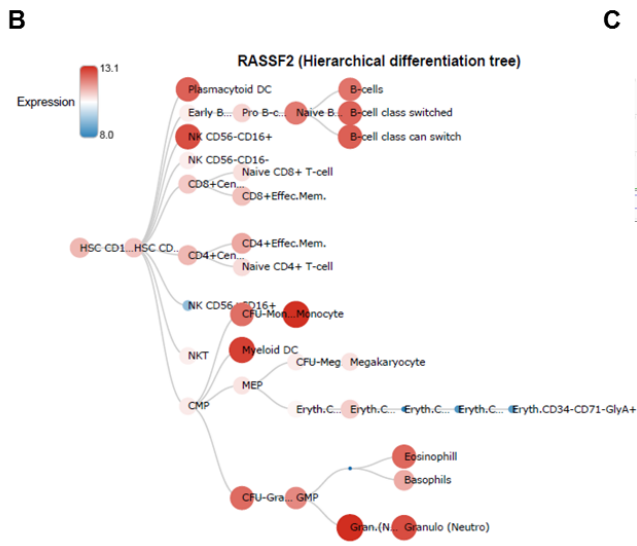 B
C
RASSF2 (Hierarchical differentiation tree)
Expression
13.1
8.0
Plasmacytoid DC
B-cells
Early B... Pro B-c... Naive B... B-cell class switched
NK CD56-CD16+
B-cell class can switch
NK CD56-CD16-
Naive CD8+ T-cell
CD8+Cen...
CD8+Effec.Mem.
HSC CD1... HSC CD...
CD4+Effec.Mem.
CD4+Cen...
Naive CD4+ T-cell
NK CD56+CD16+
CFU-Mon... Monocyte
Myeloid DC
NKT
CFU-Meg Megakaryocyte
MEP
CMP
Eryth.C... Eryth.C... Eryth.C... Eryth.C... Eryth.CD34-CD71-GlyA+
Eosinophill
Basophils
CFU-Gra... GMP
Gran.(N... Granulo (Neutro)